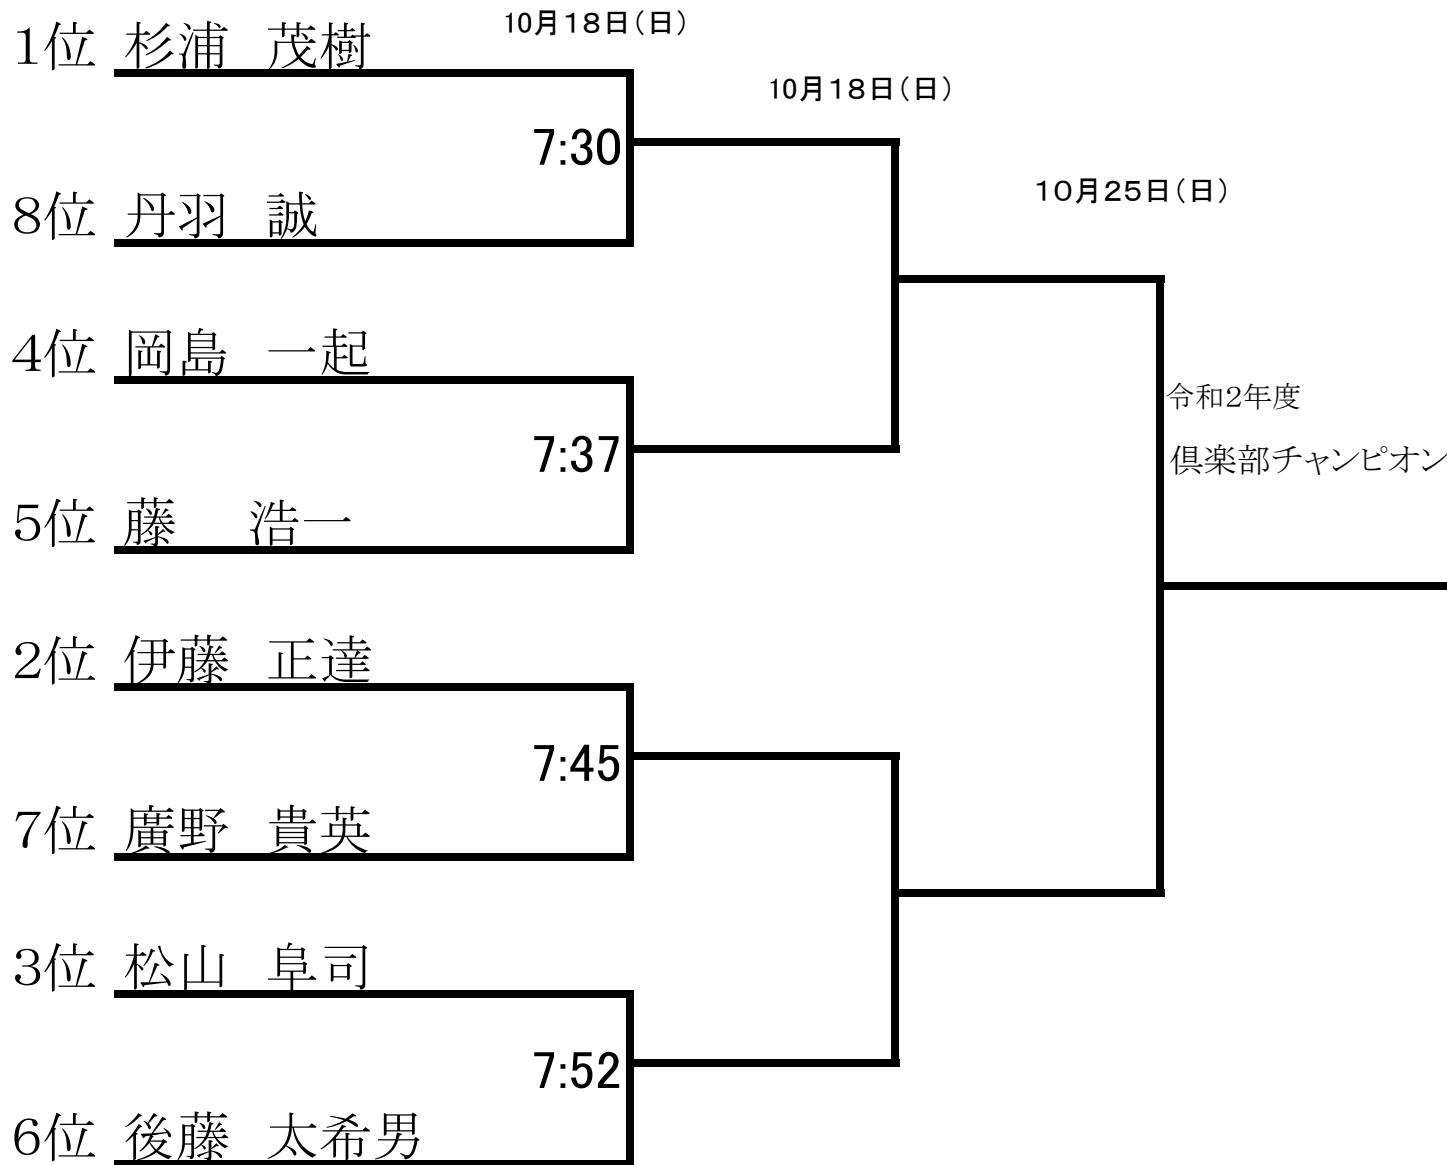 10月18日(日)
1位 杉浦 茂樹
10月18日(日)
7:30
10月25日(日)
8位 丹羽 誠
4位 岡島 一起
令和2年度
7:37
倶楽部チャンピオン
5位 藤 浩一
2位 伊藤 正達
7:45
7位 廣野 貴英
3位 松山 阜司
7:52
6位 後藤 太希男